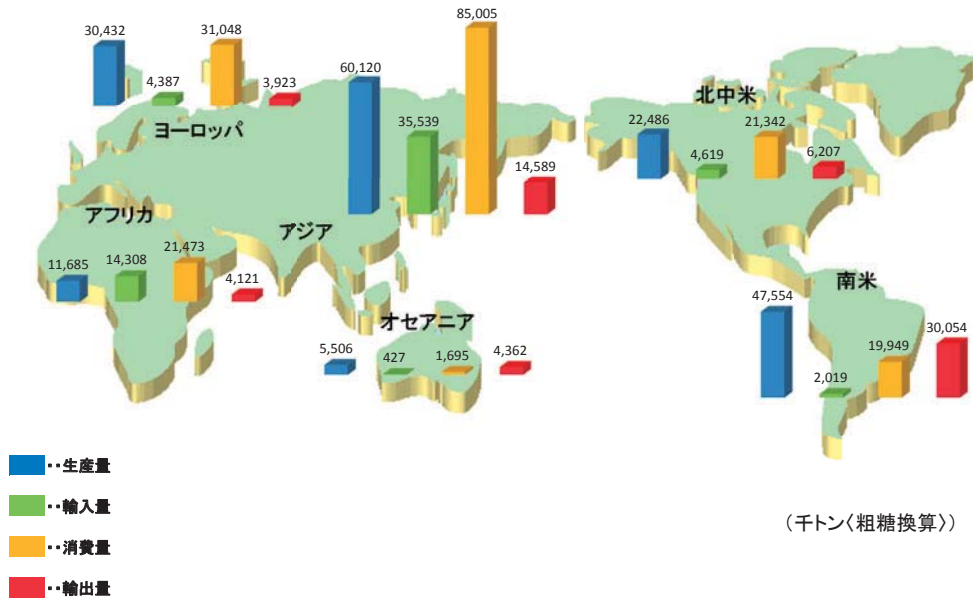 30,432
4,387
31,048
3,923
ヨーロッパ
60,120
35,539
85,005
14,589
アジア
北中米
22,486
4,619
21,342
6,207
アフリカ
11,685
14,308
21,473
4,121
オセアニア
5,506
427
1,695
4,362
南米
47,554
2,019
19,949
30,054
‥生産量
‥輸入量
‥消費量
‥輸出量
（千トン〈粗糖換算〉）